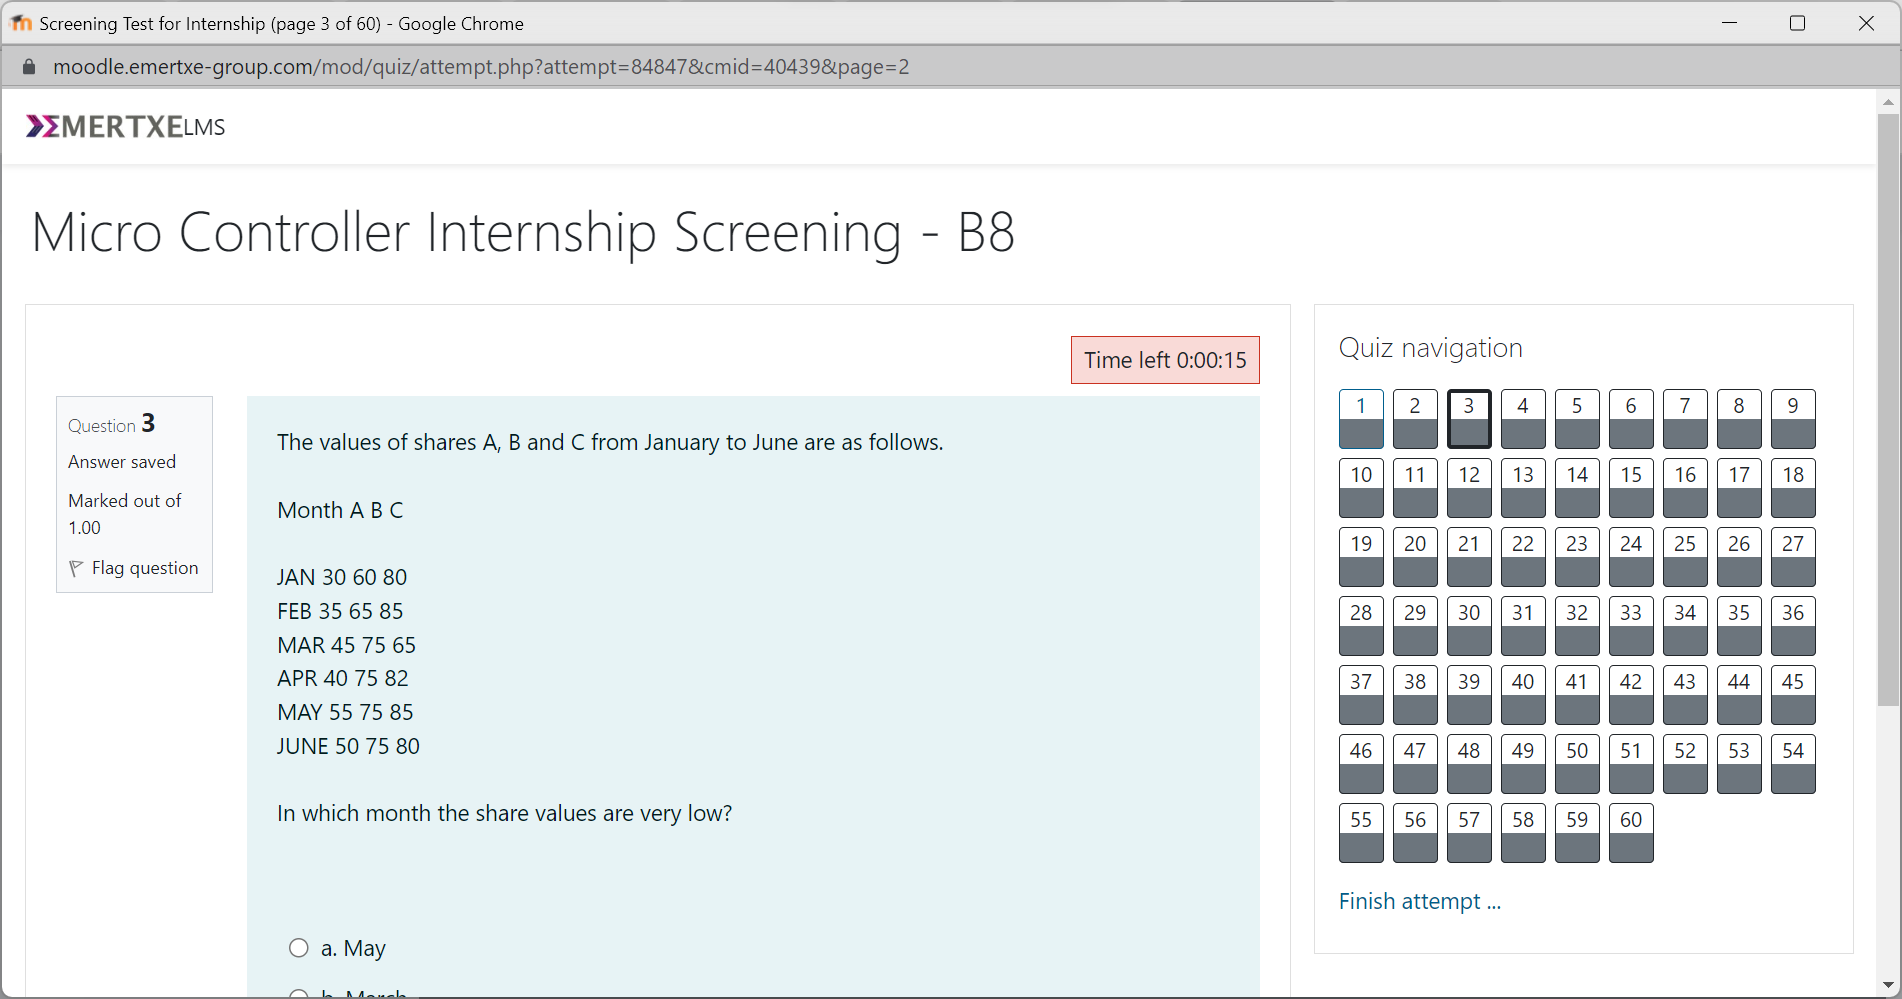 Screening Test for Internship (page 3 of 60) - Google Chrome
moodle.emertxe-group.com/mod/quiz/attempt.php?attempt=84847&cmid=40439&page=2
EMERTXE LMS
Micro Controller Internship Screening - B8
Time left 0:00:15
Question 3
Answer saved
Marked out of
1.00
Flag question
The values of shares A, B and C from January to June are as follows.
Month A B C
JAN 30 60 80
FEB 35 65 85
MAR 45 75 65
APR 40 75 82
MAY 55 75 85
JUNE 50 75 80
In which month the share values are very low?
a. May
b. March
Quiz navigation
1 2 3 4 5 6 7 8 9
10 11 12 13 14 15 16 17 18
19 20 21 22 23 24 25 26 27
28 29 30 31 32 33 34 35 36
37 38 39 40 41 42 43 44 45
46 47 48 49 50 51 52 53 54
55 56 57 58 59 60
Finish attempt ...